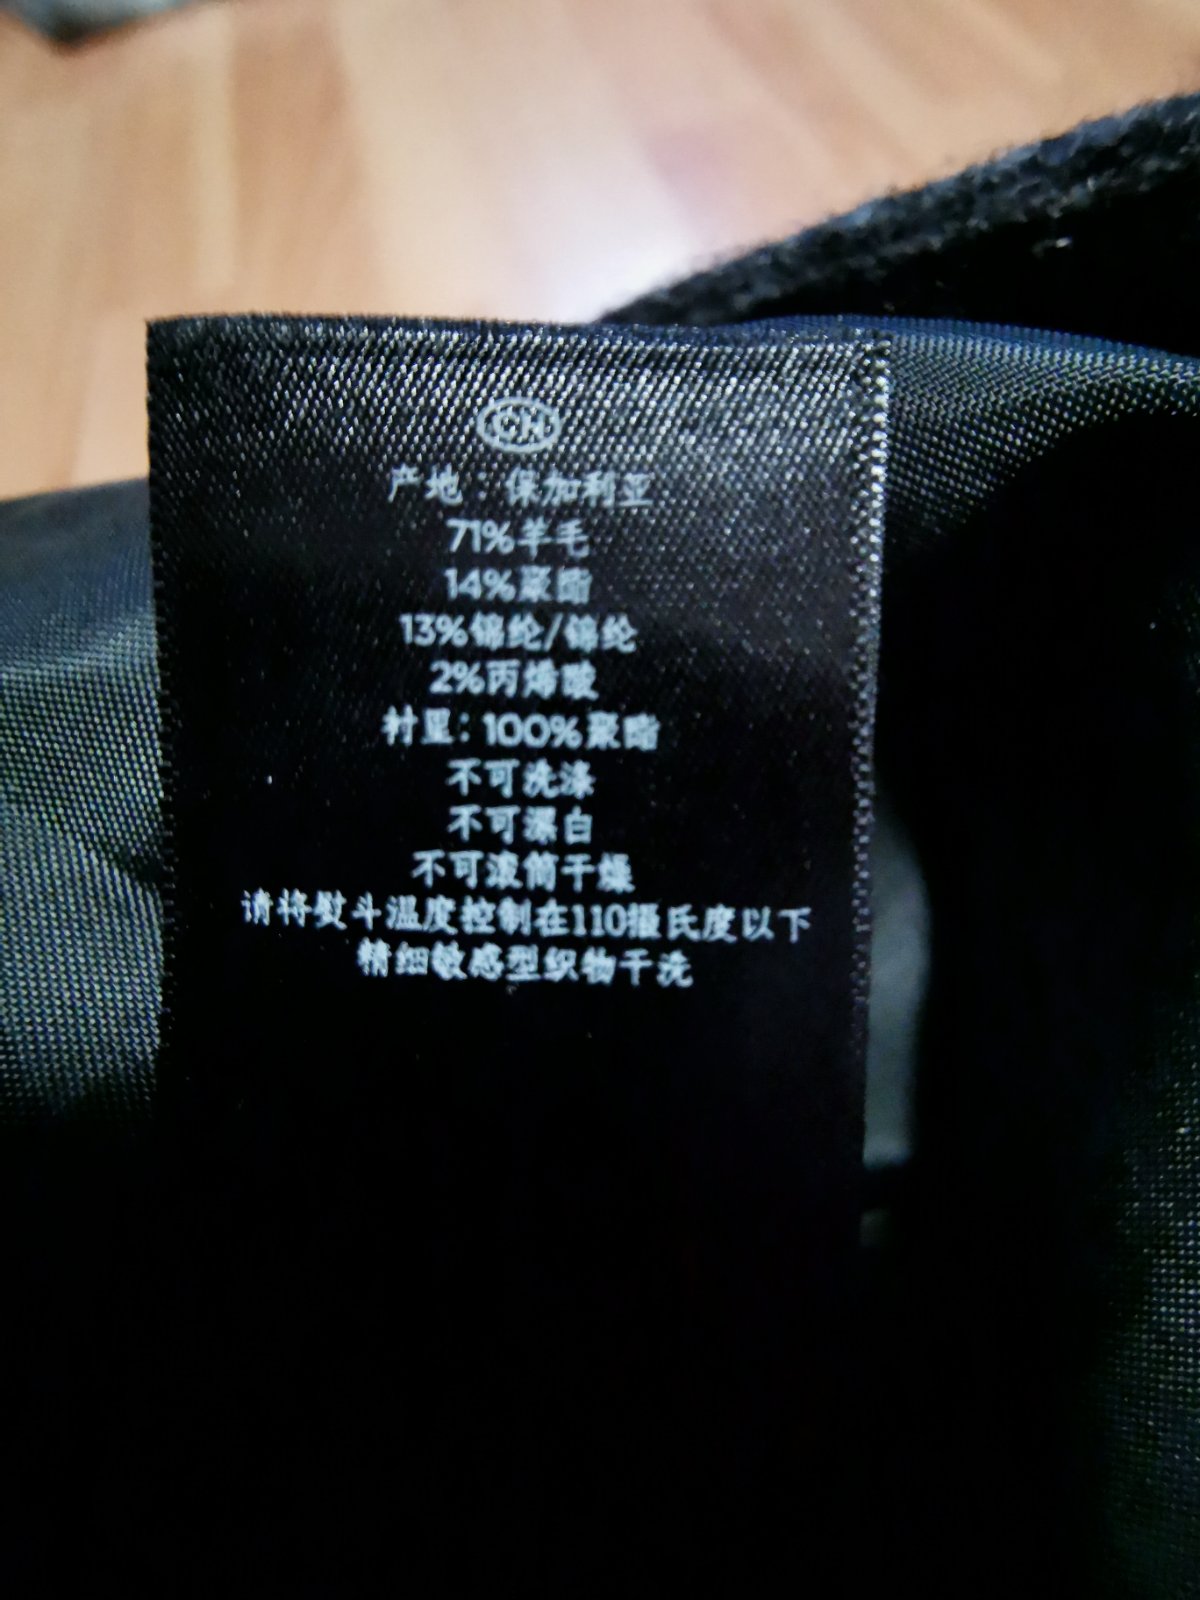 CN
产地：保加利亚
71%羊毛
14%聚酯
13%锦纶/锦纶
2%丙烯酸
衬里：100%聚酯
不可洗涤
不可漂白
不可滚筒干燥
请将熨斗温度控制在110摄氏度以下
精细敏感型织物干洗